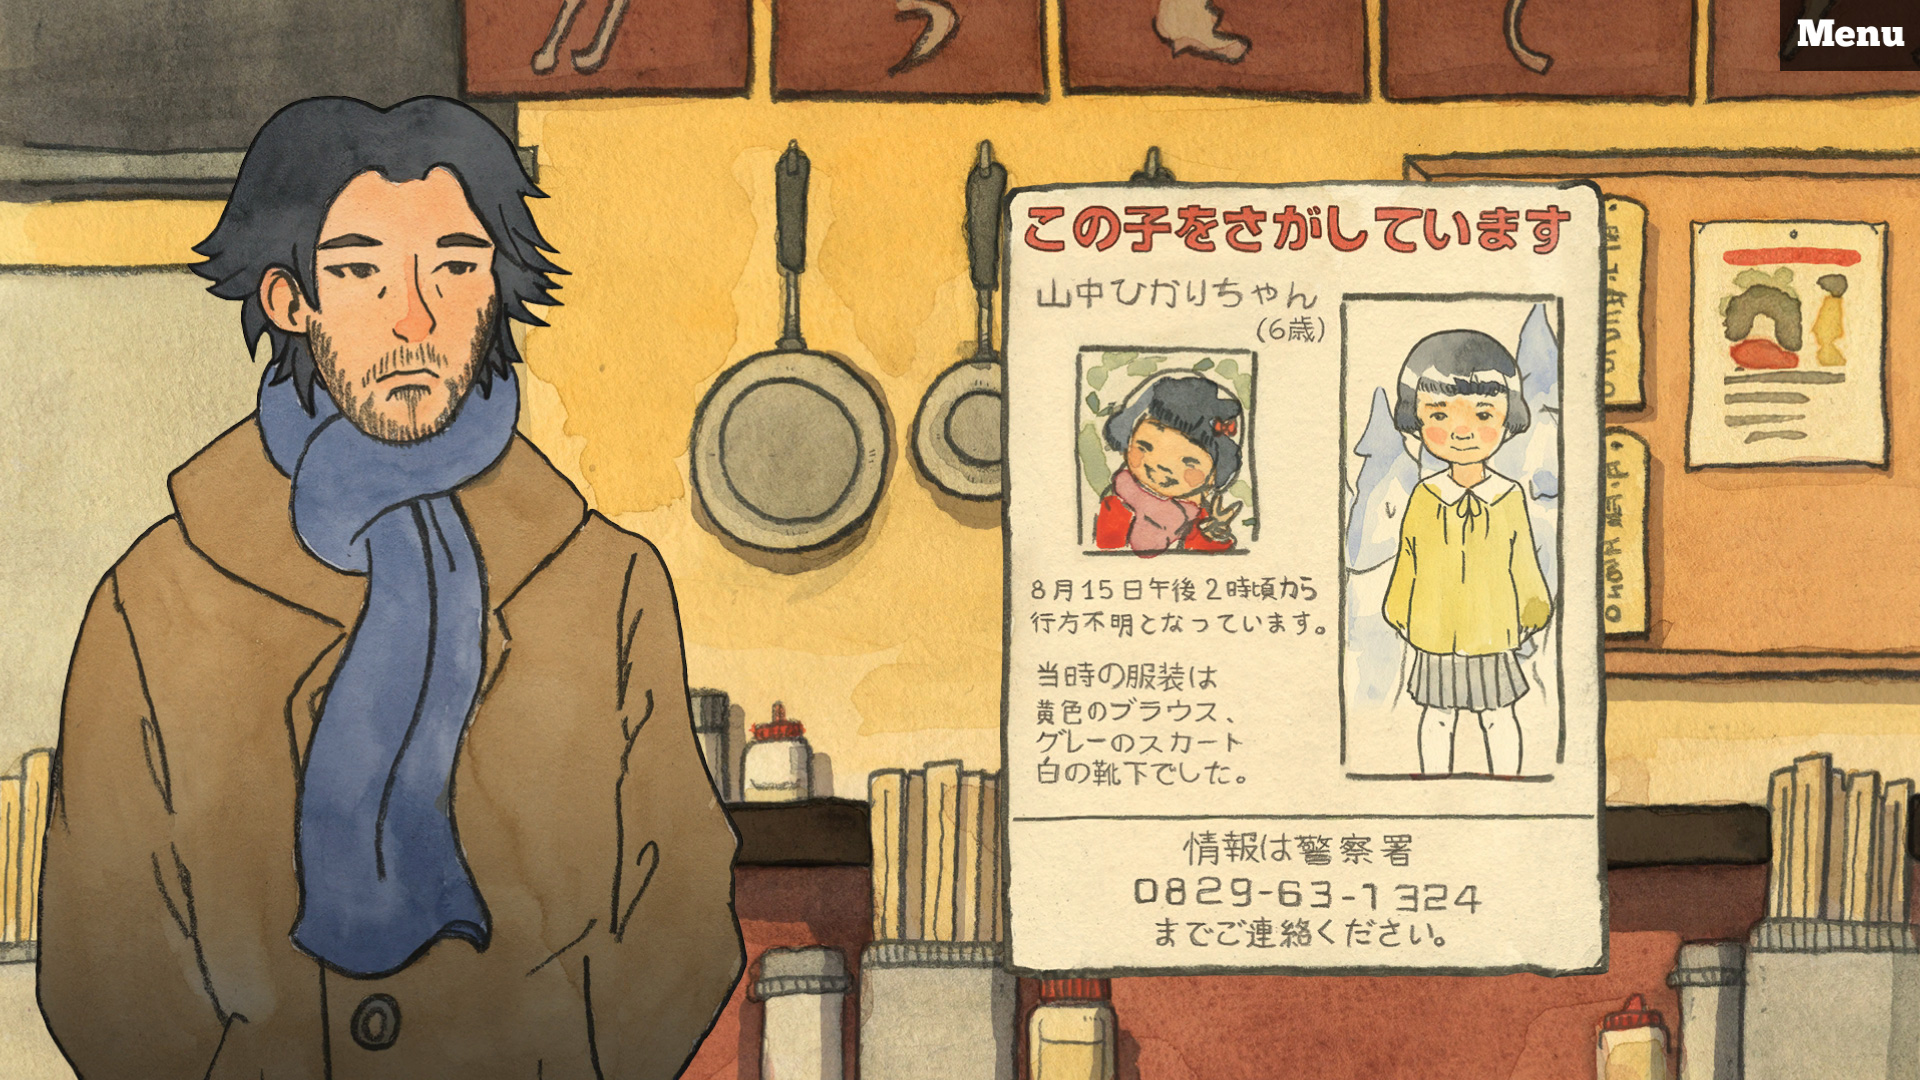 Menu
この子をさがしています
山中ひかりちゃん
(6歳)
8月15日午後2時頃から
行方不明となっています。
当時の服装は
黄色のブラウス、
グレーのスカート
白の靴下でした。
情報は警察署
0829-63-1324
までご連絡ください。